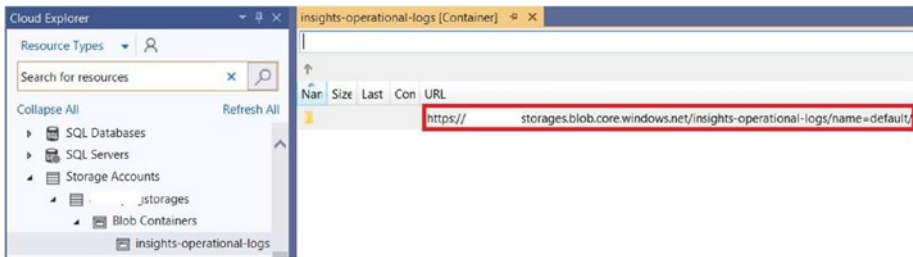 Cloud Explorer
Resource Types
Search for resources
Collapse All Refresh All
SQL Databases
SQL Servers
Storage Accounts
storages
Blob Containers
insights-operational-logs
insights-operational-logs [Container]
Nar Size Last Con URL
https:// storages.blob.core.windows.net/insights-operational-logs/name=default/